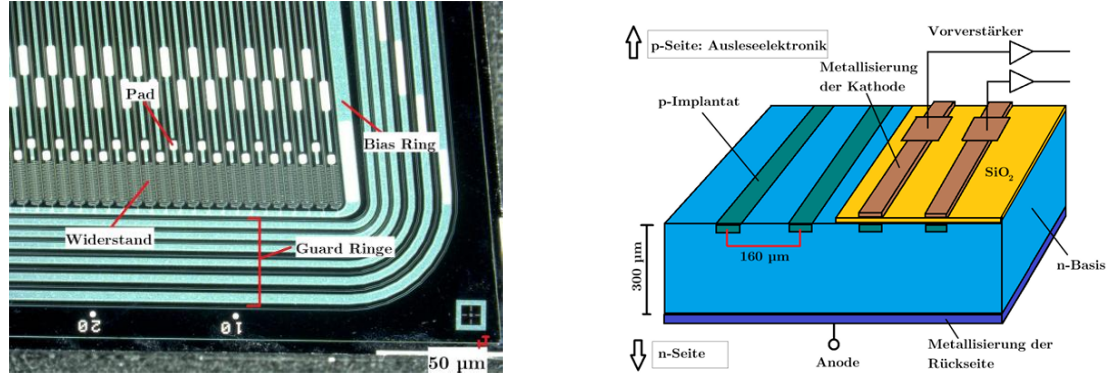 Pad
Bias Ring
Widerstand
Guard Ringe
20
10
50 µm
p-Seite: Ausleseelektronik
Vorverstärker
Metallisierung
der Kathode
p-Implantat
SiO2
160 µm
300 µm
n-Basis
n-Seite
Anode
Metallisierung der
Rückseite